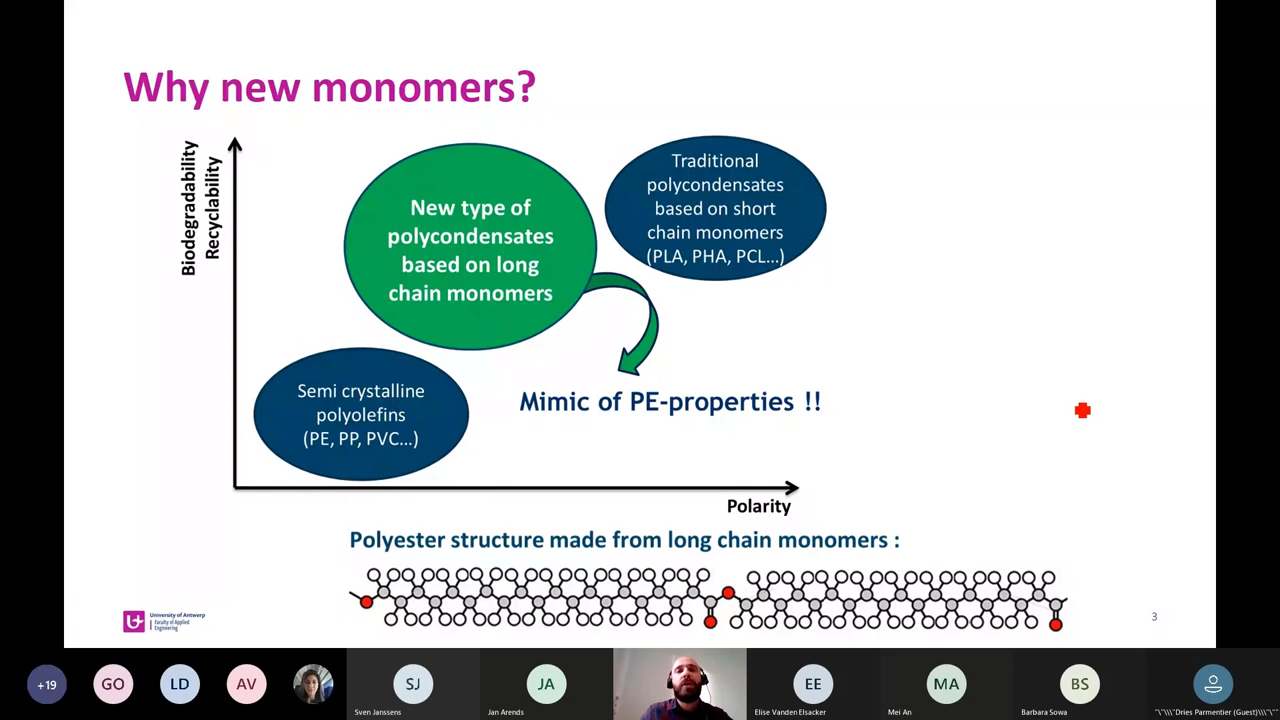 Why new monomers?
Biodegradability
Recyclability
New type of
polycondensates
based on long
chain monomers
Traditional
polycondensates
based on short
chain monomers
(PLA, PHA, PCL...)
Semi crystalline
polyolefins
(PE, PP, PVC...)
Mimic of PE-properties !!
Polarity
Polyester structure made from long chain monomers :
University of Antwerp
Faculty of Applied
Engineering
3
+19
GO
LD
AV
SJ
Sven Janssens
JA
Jan Arends
EE
Elise Vanden Elsacker
MA
Mei An
BS
Barbara Sowa
"\"\\\"Dries Parmentier (Guest)\\\"\""